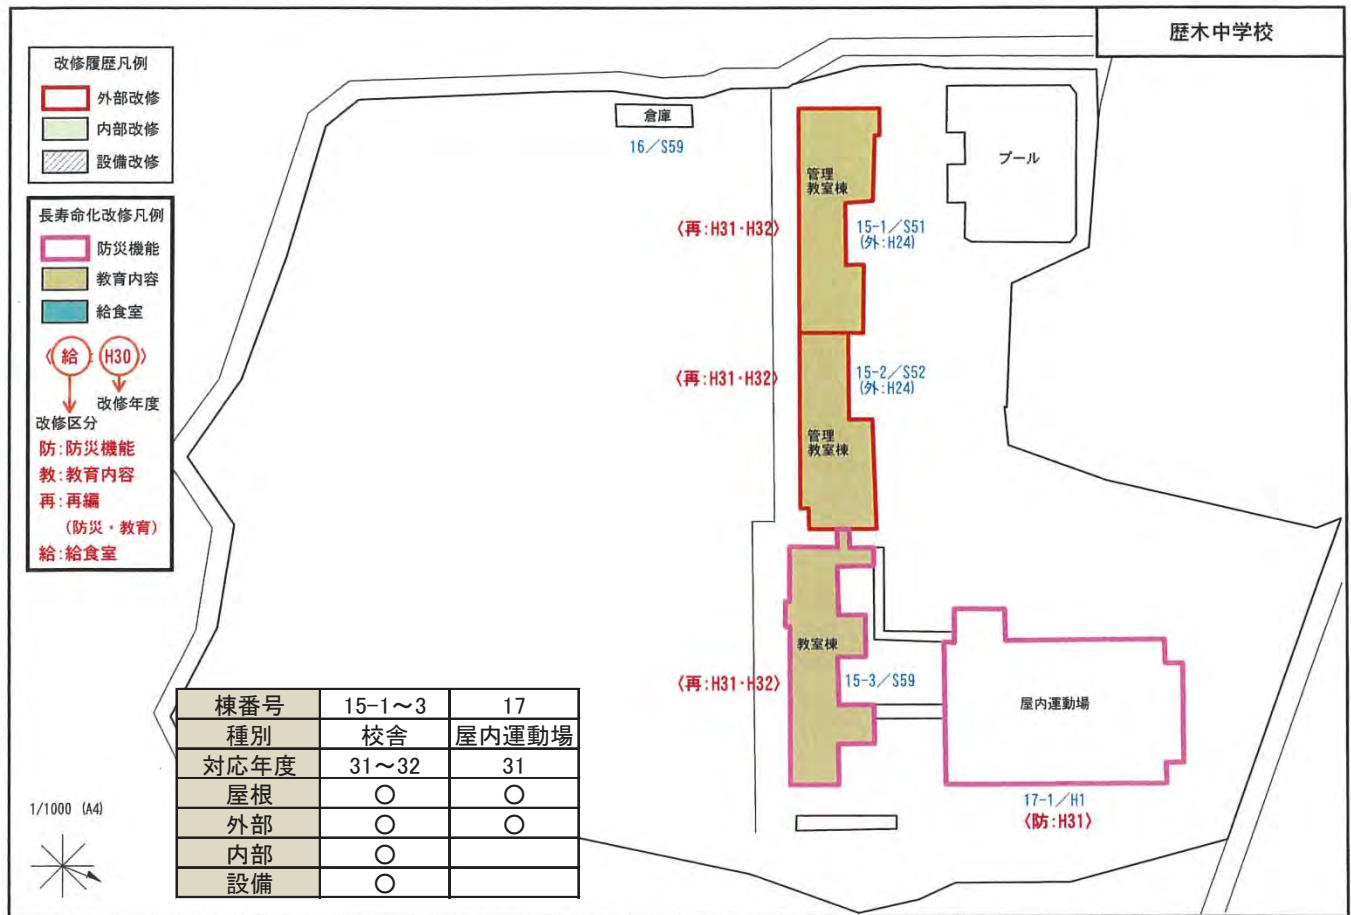 歴木中学校
改修履歴凡例
外部改修
内部改修
設備改修
長寿命化改修凡例
防災機能
教育内容
給食室
〈給:H30〉
改修年度
改修区分
防:防災機能
教:教育内容
再:再編
(防災・教育)
給:給食室
倉庫
16/S59
プール
管理
教室棟
〈再:H31・H32〉
15-1/S51
(外:H24)
〈再:H31・H32〉
15-2/S52
(外:H24)
管理
教室棟
教室棟
〈再:H31・H32〉
15-3/S59
屋内運動場
17-1/H1
〈防:H31〉
棟番号 15-1~3 17
種別 校舎 屋内運動場
対応年度 31~32 31
屋根 ○ ○
外部 ○ ○
内部 ○
設備 ○
1/1000 (A4)